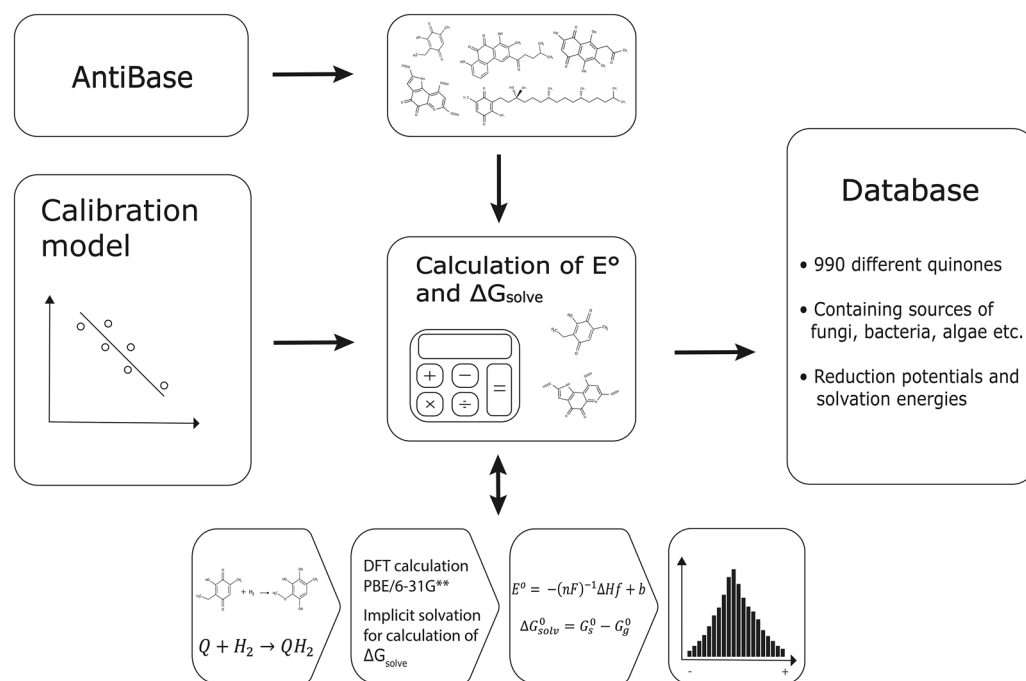 AntiBase
Calibration
model
Calculation of E°
and ΔGsolve
+
−
=
×
÷
Database
• 990 different quinones
• Containing sources of
fungi, bacteria, algae etc.
• Reduction potentials and
solvation energies
+ H₂ →
Q + H₂ → QH₂
DFT calculation
PBE/6-31G**
Implicit solvation
for calculation of
ΔGsolve
E⁰ = −(nF)⁻¹ΔHf + b
ΔG⁰solv = G⁰s − G⁰g
- +